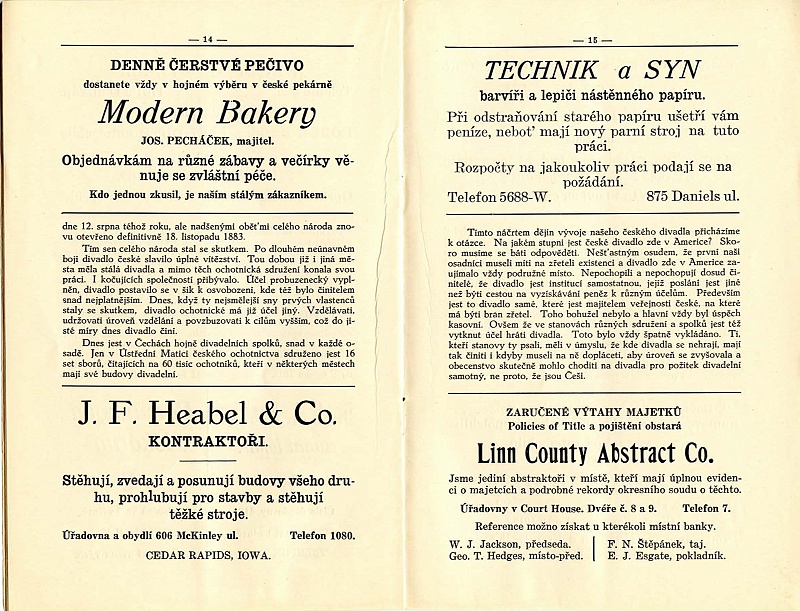 — 14 —
DENNĚ ČERSTVÉ PEČIVO
dostanete vždy v hojném výběru v české pekárně
Modern Bakery
JOS. PECHÁČEK, majitel.
Objednávkám na různé zábavy a večírky vě-
nuje se zvláštní péče.
Kdo jednou zkusil, je naším stálým zákazníkem.
dne 12. srpna téhož roku, ale nadšenými oběťmi celého národa zno-
vu otevřeno definitivně 18. listopadu 1883.
Tím sen celého národa stal se skutkem. Po dlouhém neúnavném
boji divadlo české slavilo úplné vítězství. Tou dobou již i jiná mě-
sta měla stálá divadla a mimo těch ochotnická sdružení konala svou
práci. I kočujících společností přibývalo. Účel probuzenecký vypl-
něn, divadlo postavilo se v šik k osvobození, kde též bylo činitelem
snad nejplatnějším. Dnes, když ty nejsmělejší sny prvých vlastenců
staly se skutkem, divadlo ochotnické má již účel jiný. Vzdělávati,
udržovati úroveň vzdělání a povzbuzovati k cílům vyšším, což do ji-
sté míry dnes divadlo činí.
Dnes jest v Čechách hojně divadelních spolků, snad v každé o-
sadě. Jen v Ústřední Matici českého ochotnictva sdruženo jest 16
set sborů, čítajících na 60 tisíc ochotníků, kteří v některých městech
mají své budovy divadelní.
J. F. Heabel & Co.
KONTRAKTOŘI.
Stěhují, zvedají a posunují budovy všeho dru-
hu, prohlubují pro stavby a stěhují
těžké stroje.
Úřadovna a obydlí 606 McKinley ul. Telefon 1080.
CEDAR RAPIDS, IOWA.
— 15 —
TECHNIK a SYN
barvíři a lepiči nástěnného papíru.
Při odstraňování starého papíru ušetří vám
peníze, neboť mají nový parní stroj na tuto
práci.
Rozpočty na jakoukoliv práci podají se na
požádání.
Telefon 5688-W. 875 Daniels ul.
Tímto náčrtem dějin vývoje našeho českého divadla přicházíme
k otázce. Na jakém stupni jest české divadlo zde v Americe? Sko-
ro musíme se báti odpověděti. Nešťastným osudem, že první naši
osadníci museli míti na zřeteli existenci a divadlo zde v Americe za-
ujímalo vždy podružné místo. Nepochopili a nepochopují dosud či-
nitelé, že divadlo jest institucí samostatnou, jejíž poslání jest jiné
než býti cestou na vyzískávání peněz k různým účelům. Především
jest to divadlo samé, které jest majitelem veřejnosti české, na které
má býti brán zřetel. Toho bohužel nebylo a hlavní vždy byl úspěch
kasovní. Ovšem že ve stanovách různých sdružení a spolků jest též
vytknut účel hráti divadla. Toto bylo vždy špatně vykládáno. Ti,
kteří stanovy ty psali, měli v úmyslu, že kde divadla se nehrají, mají
tak činiti i kdyby museli na ně dopláceti, aby úroveň se zvyšovala a
obecenstvo skutečně mohlo choditi na divadla pro požitek divadelní
samotný, ne proto, že jsou Češi.
ZARUČENÉ VÝTAHY MAJETKŮ
Policies of Title a pojištění obstará
Linn County Abstract Co.
Jsme jediní abstraktoři v místě, kteří mají úplnou eviden-
ci o majetcích a podrobné rekordy okresního soudu o těchto.
Úřadovny v Court House. Dvéře č. 8 a 9. Telefon 7.
Reference možno získat u kterékoli místní banky.
W. J. Jackson, předseda. F. N. Štěpánek, taj.
Geo. T. Hedges, místo-před. E. J. Esgate, pokladník.